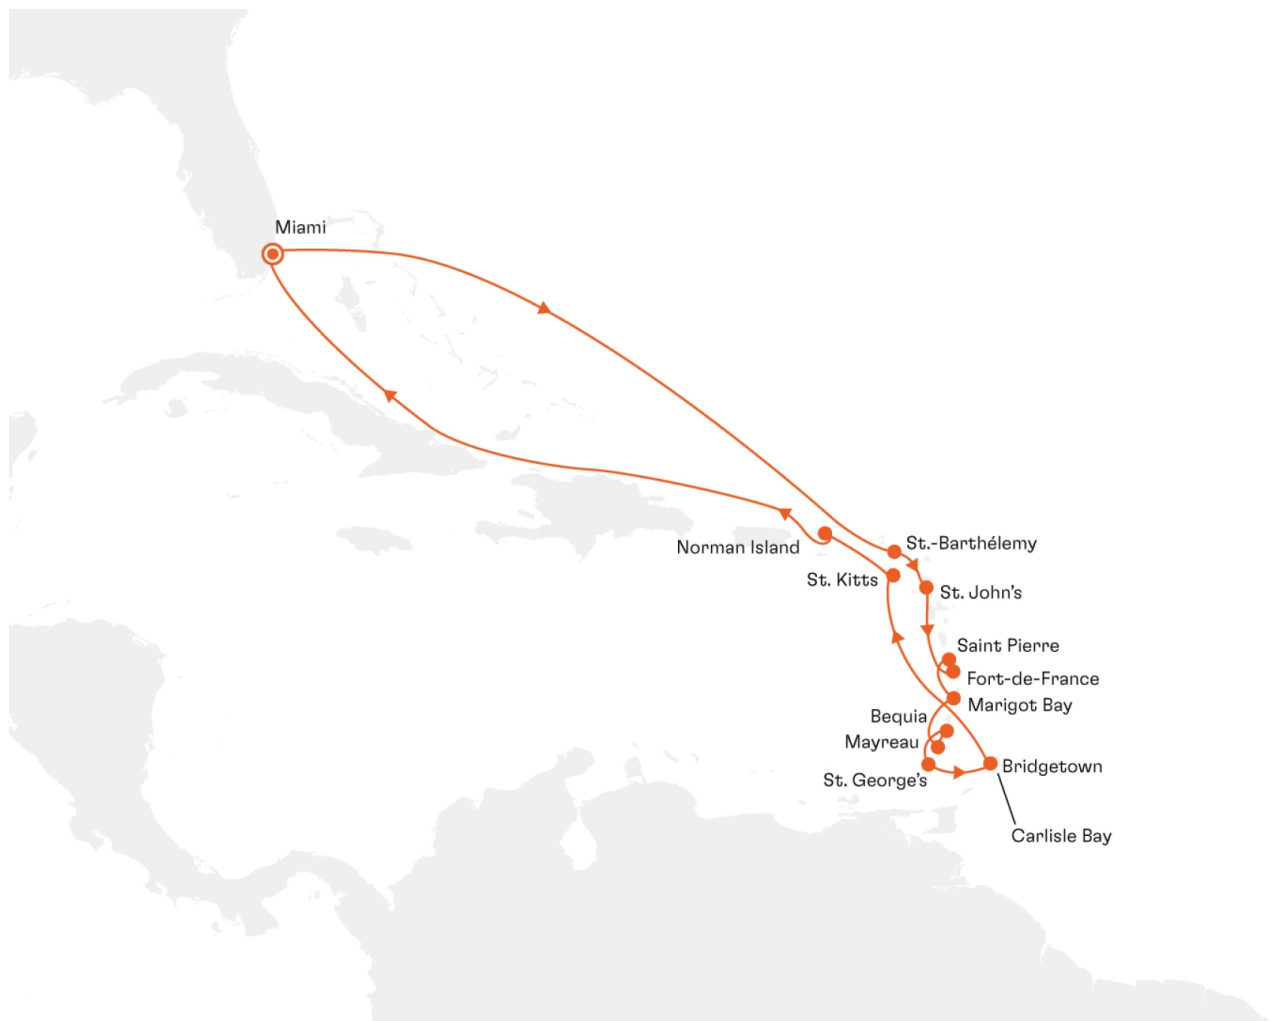 Miami
St.-Barthélemy
Norman Island
St. Kitts
St. John's
Saint Pierre
Fort-de-France
Marigot Bay
Bequia
Mayreau
St. George's
Bridgetown
Carlisle Bay